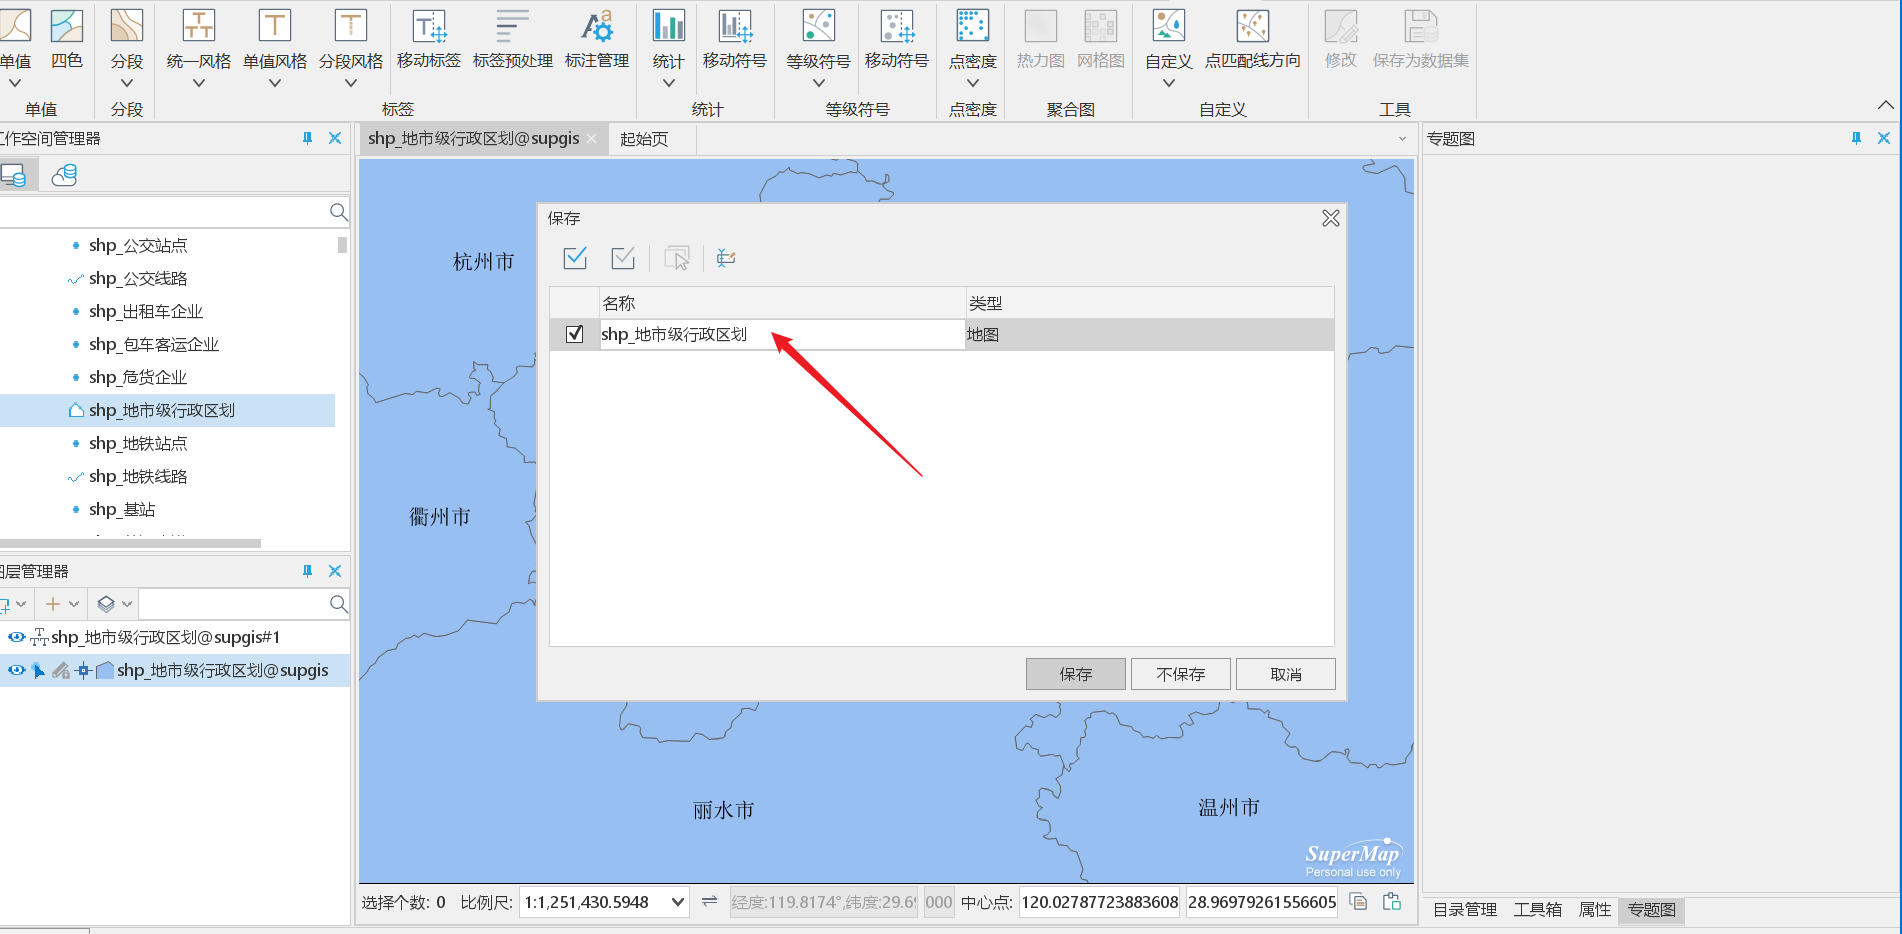 单值
四色
分段
统一风格
单值风格
分段风格
移动标签
标签预处理
标注管理
统计
移动符号
等级符号
移动符号
点密度
热力图
网格图
自定义
点匹配线方向
修改
保存为数据集
单值
分段
标签
统计
等级符号
点密度
聚合图
自定义
工具
工作空间管理器
shp_地市级行政区划@supgis
起始页
专题图
shp_公交站点
shp_公交线路
shp_出租车企业
shp_包车客运企业
shp_危货企业
shp_地市级行政区划
shp_地铁站点
shp_地铁线路
shp_基站
图层管理器
shp_地市级行政区划@supgis#1
shp_地市级行政区划@supgis
杭州市
衢州市
丽水市
温州市
保存
名称
类型
shp_地市级行政区划
地图
保存
不保存
取消
SuperMap
Personal use only
选择个数: 0
比例尺:
1:1,251,430.5948
经度:119.8174°,纬度:29.6
000
中心点:
120.02787723883608
28.96979261556605
目录管理
工具箱
属性
专题图